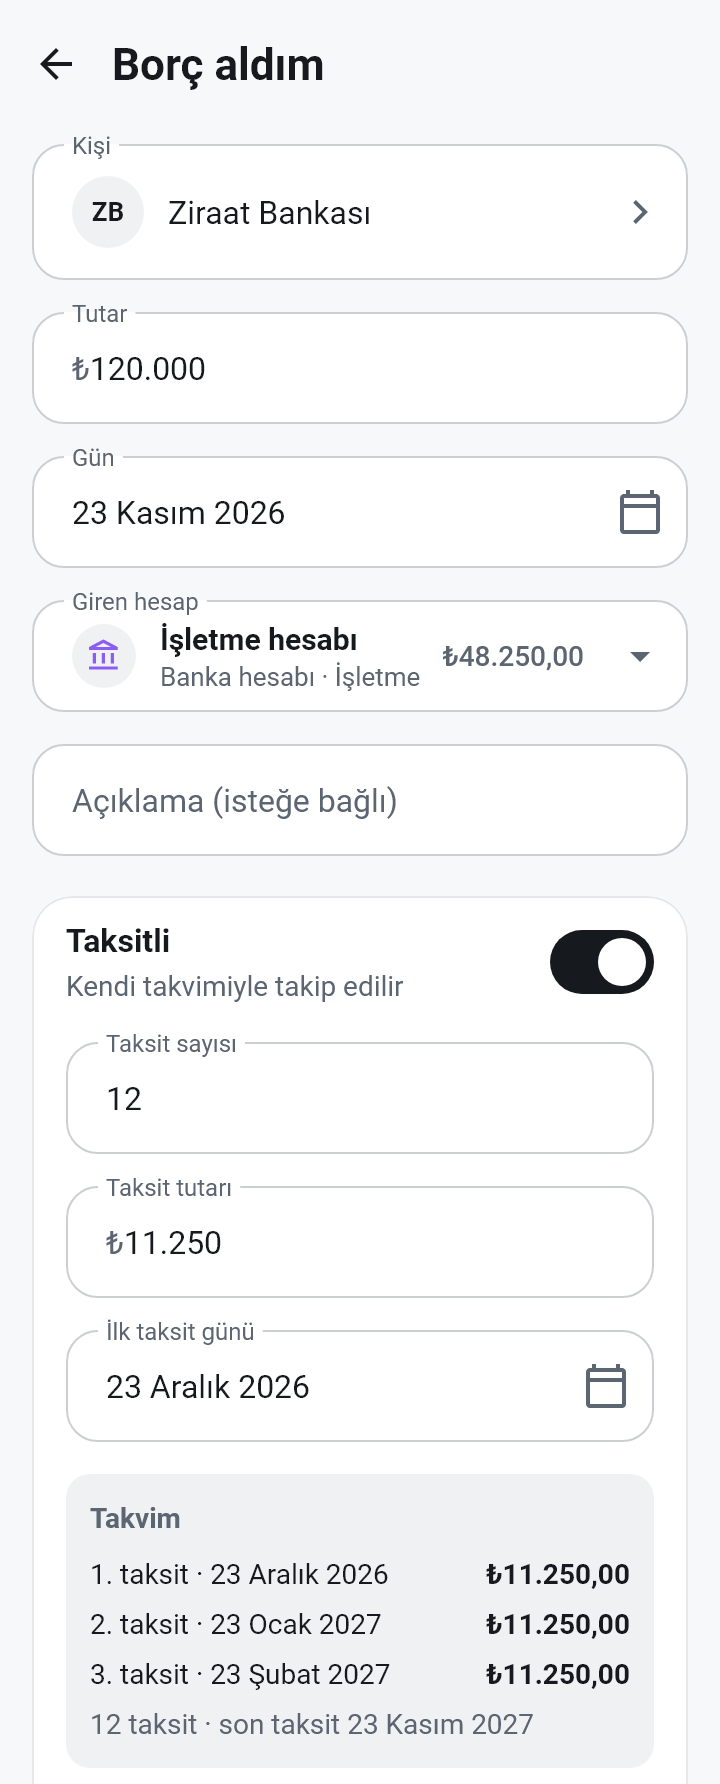 Borç aldım
Kişi
ZB
Ziraat Bankası
Tutar
₺120.000
Gün
23 Kasım 2026
Giren hesap
İşletme hesabı
Banka hesabı · İşletme
₺48.250,00
Açıklama (isteğe bağlı)
Taksitli
Kendi takvimiyle takip edilir
Taksit sayısı
12
Taksit tutarı
₺11.250
İlk taksit günü
23 Aralık 2026
Takvim
1. taksit · 23 Aralık 2026 ₺11.250,00
2. taksit · 23 Ocak 2027 ₺11.250,00
3. taksit · 23 Şubat 2027 ₺11.250,00
12 taksit · son taksit 23 Kasım 2027